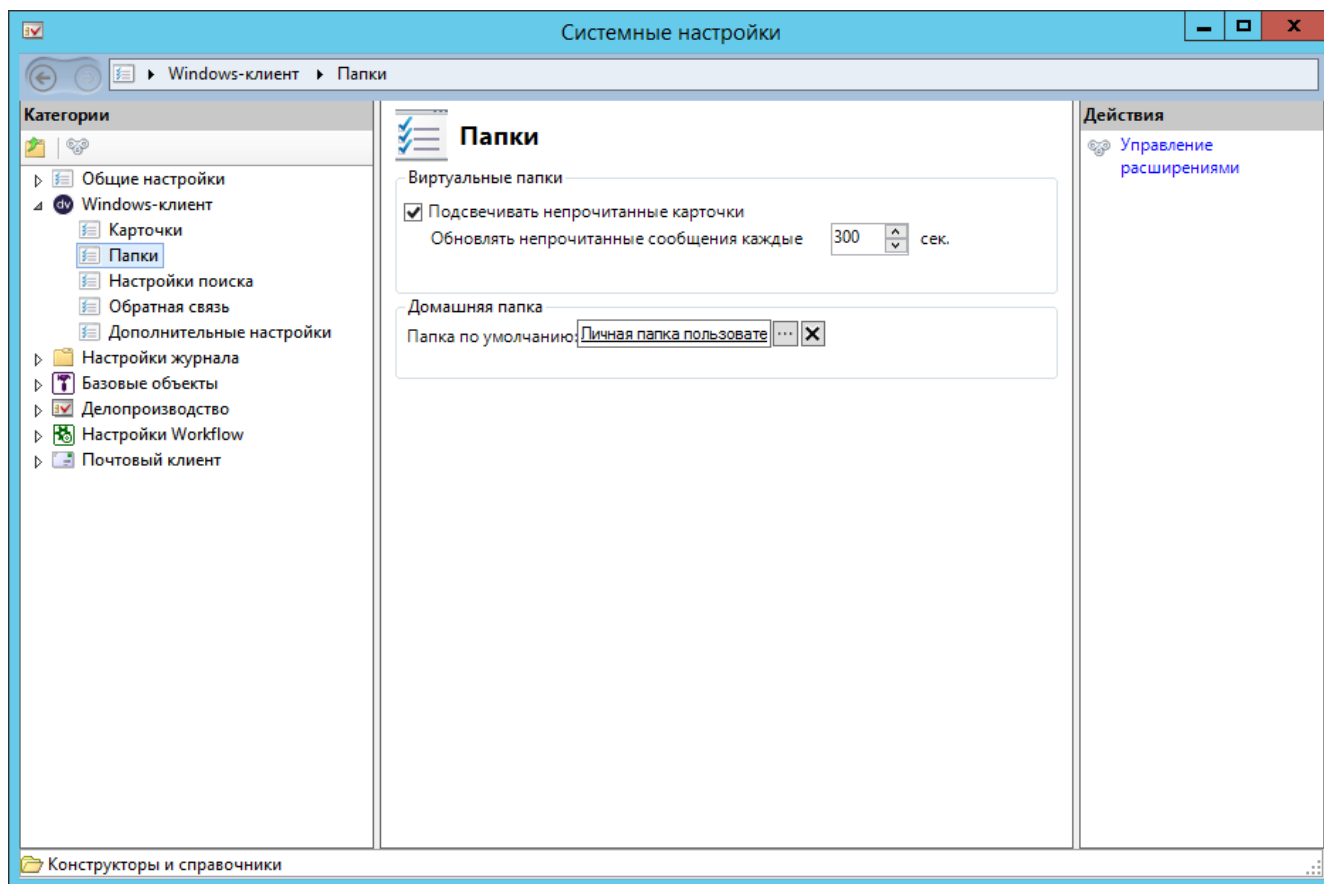 Системные настройки
Windows-клиент Папки
Категории
Общие настройки
Windows-клиент
Карточки
Папки
Настройки поиска
Обратная связь
Дополнительные настройки
Настройки журнала
Базовые объекты
Делопроизводство
Настройки Workflow
Почтовый клиент
Папки
Виртуальные папки
Подсвечивать непрочитанные карточки
Обновлять непрочитанные сообщения каждые 300 сек.
Домашняя папка
Папка по умолчанию: Личная папка пользовате ...
Действия
Управление
расширениями
Конструкторы и справочники